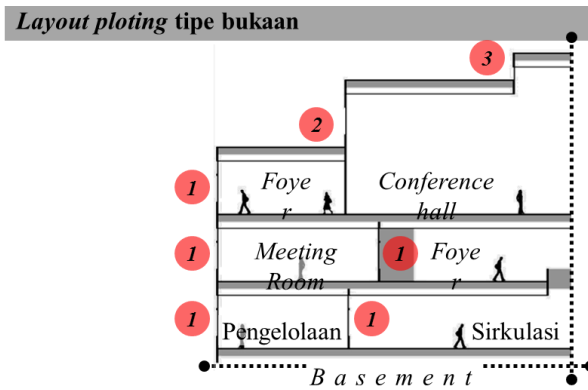 Layout ploting tipe bukaan
3
2
1
Foye
r
Conference
hall
1
Meeting
Room
1
Foye
r
1
Pengelolaan
1
Sirkulasi
Basement